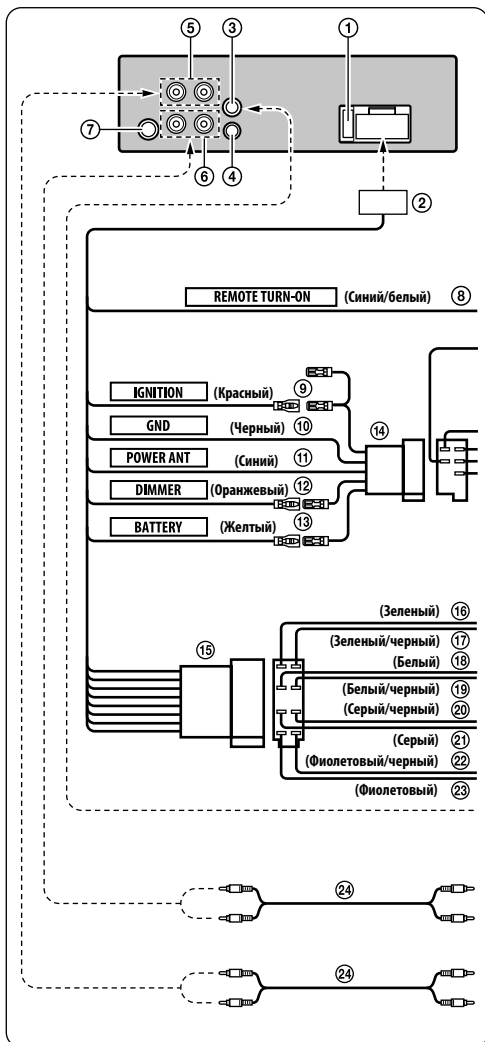 ⑤ ③ ①
⑦
⑥ ④
②
REMOTE TURN-ON (Синий/белый) ⑧
IGNITION (Красный) ⑨
GND (Черный) ⑩ ⑭
POWER ANT (Синий) ⑪
DIMMER (Оранжевый) ⑫
BATTERY (Желтый) ⑬
(Зеленый) ⑯
(Зеленый/черный) ⑰
⑮ (Белый) ⑱
(Белый/черный) ⑲
(Серый/черный) ⑳
(Серый) ㉑
(Фиолетовый/черный) ㉒
(Фиолетовый) ㉓
㉔
㉔